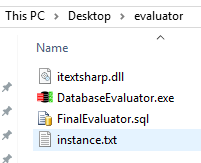 This PC > Desktop > evaluator
Name
itextsharp.dll
DatabaseEvaluator.exe
FinalEvaluator.sql
instance.txt